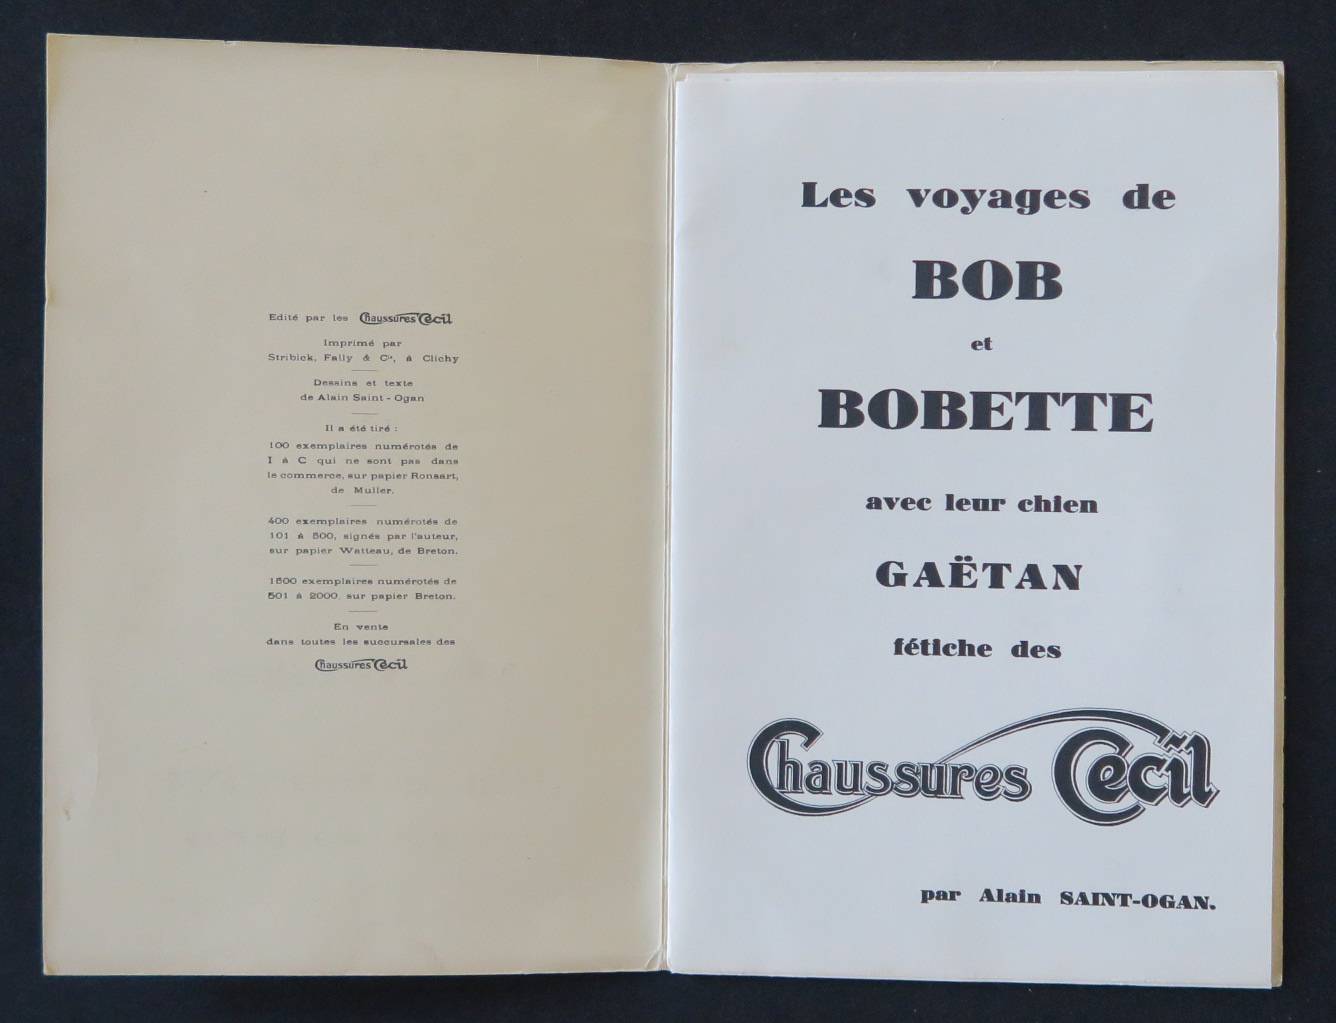 Edité par les Chaussures Cecil
Imprimé par
Stribick, Fally & Cie, à Clichy
Dessins et texte
de Alain Saint-Ogan
Il a été tiré :
100 exemplaires numérotés de
I à C qui ne sont pas dans
le commerce, sur papier Ronsart,
de Muller.
400 exemplaires numérotés de
101 à 500, signés par l'auteur,
sur papier Watteau, de Breton.
1500 exemplaires numérotés de
501 à 2000, sur papier Breton.
En vente
dans toutes les succursales des
Chaussures Cecil
Les voyages de
BOB
et
BOBETTE
avec leur chien
GAËTAN
fétiche des
Chaussures Cecil
par Alain SAINT-OGAN.